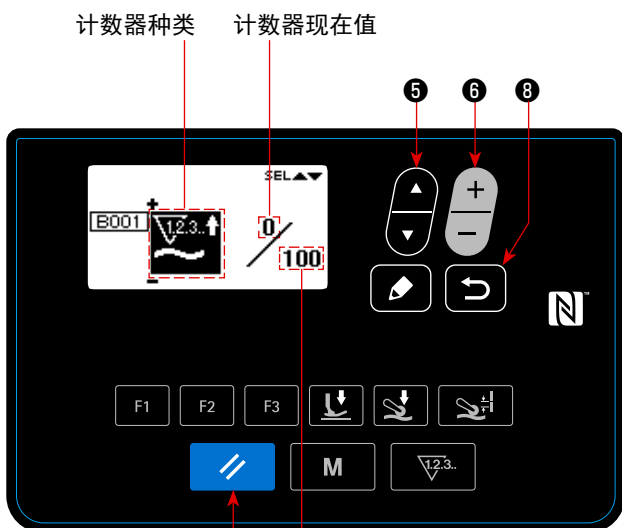 计数器种类 计数器现在值
❺ ❻ ❽
SEL▲▼
+
B001 1.2.3.. 0/100
-
+
-
N™
F1 F2 F3
M 1.2.3..